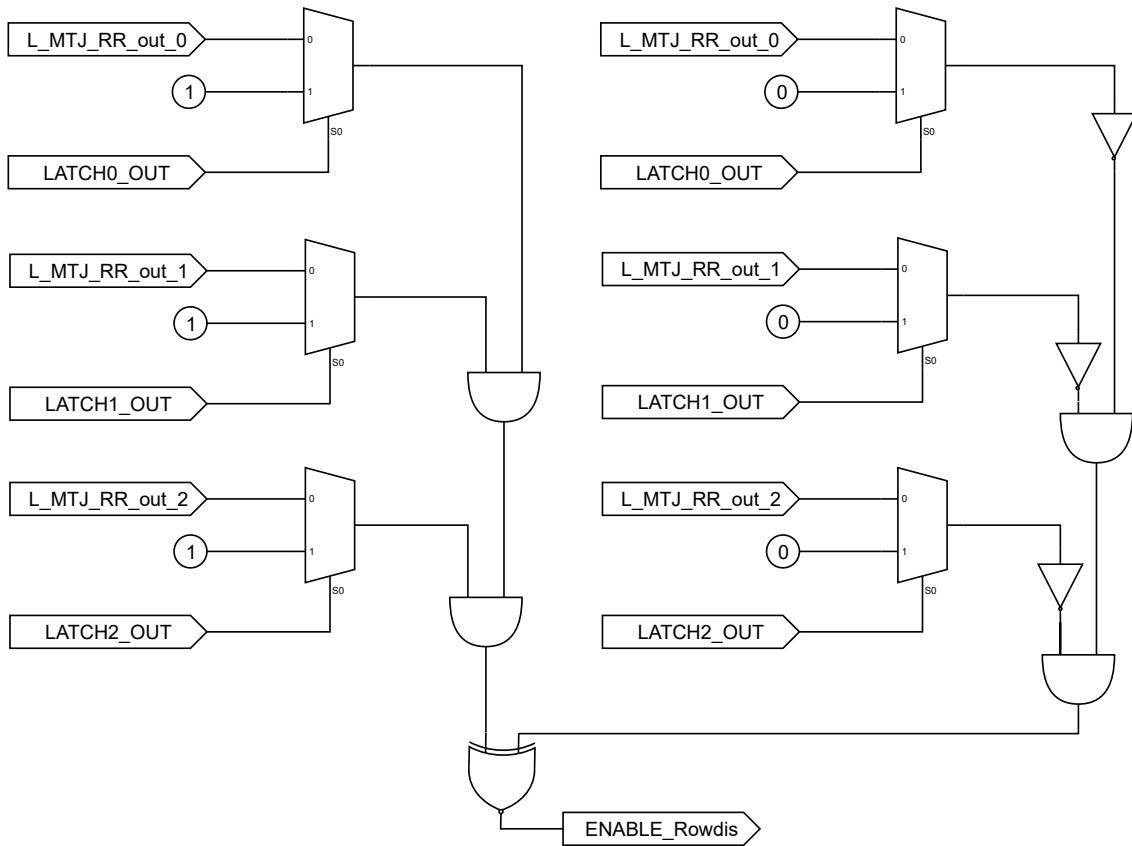 L_MTJ_RR_out_0
0
1
1
S0
LATCH0_OUT
L_MTJ_RR_out_1
0
1
1
S0
LATCH1_OUT
L_MTJ_RR_out_2
0
1
1
S0
LATCH2_OUT
L_MTJ_RR_out_0
0
0
1
S0
LATCH0_OUT
L_MTJ_RR_out_1
0
0
1
S0
LATCH1_OUT
L_MTJ_RR_out_2
0
0
1
S0
LATCH2_OUT
ENABLE_Rowdis